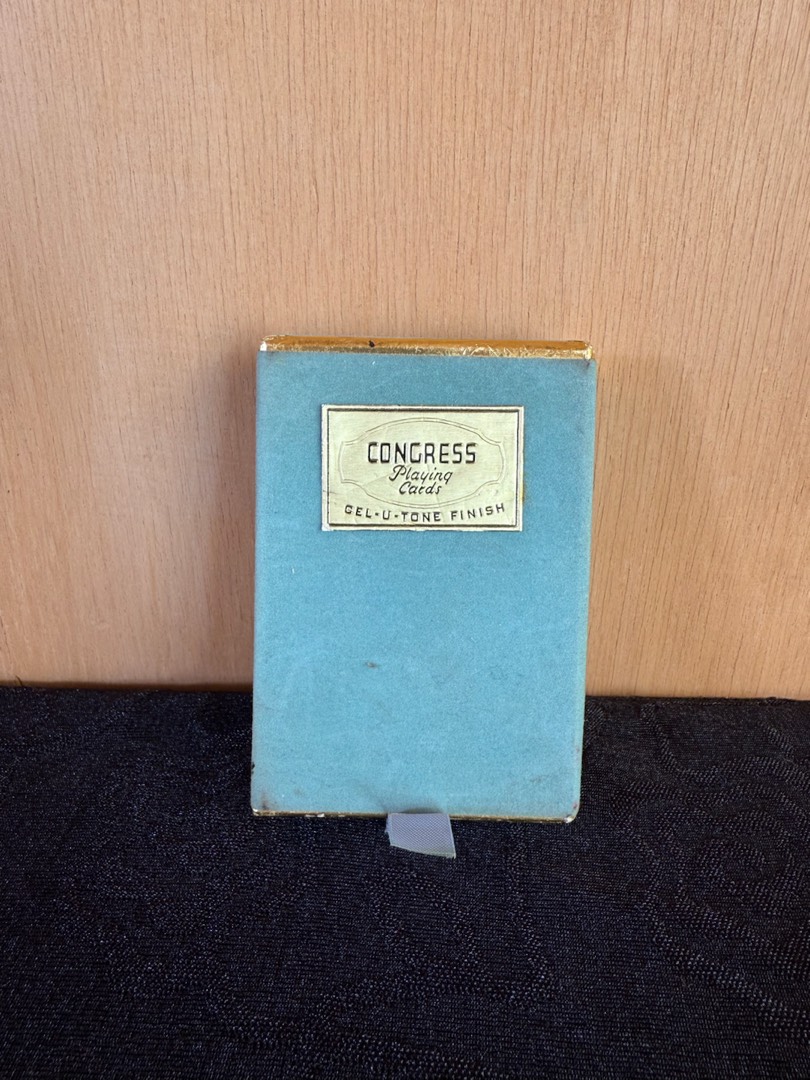 CONGRESS
Playing
Cards
CEL-U-TONE FINISH